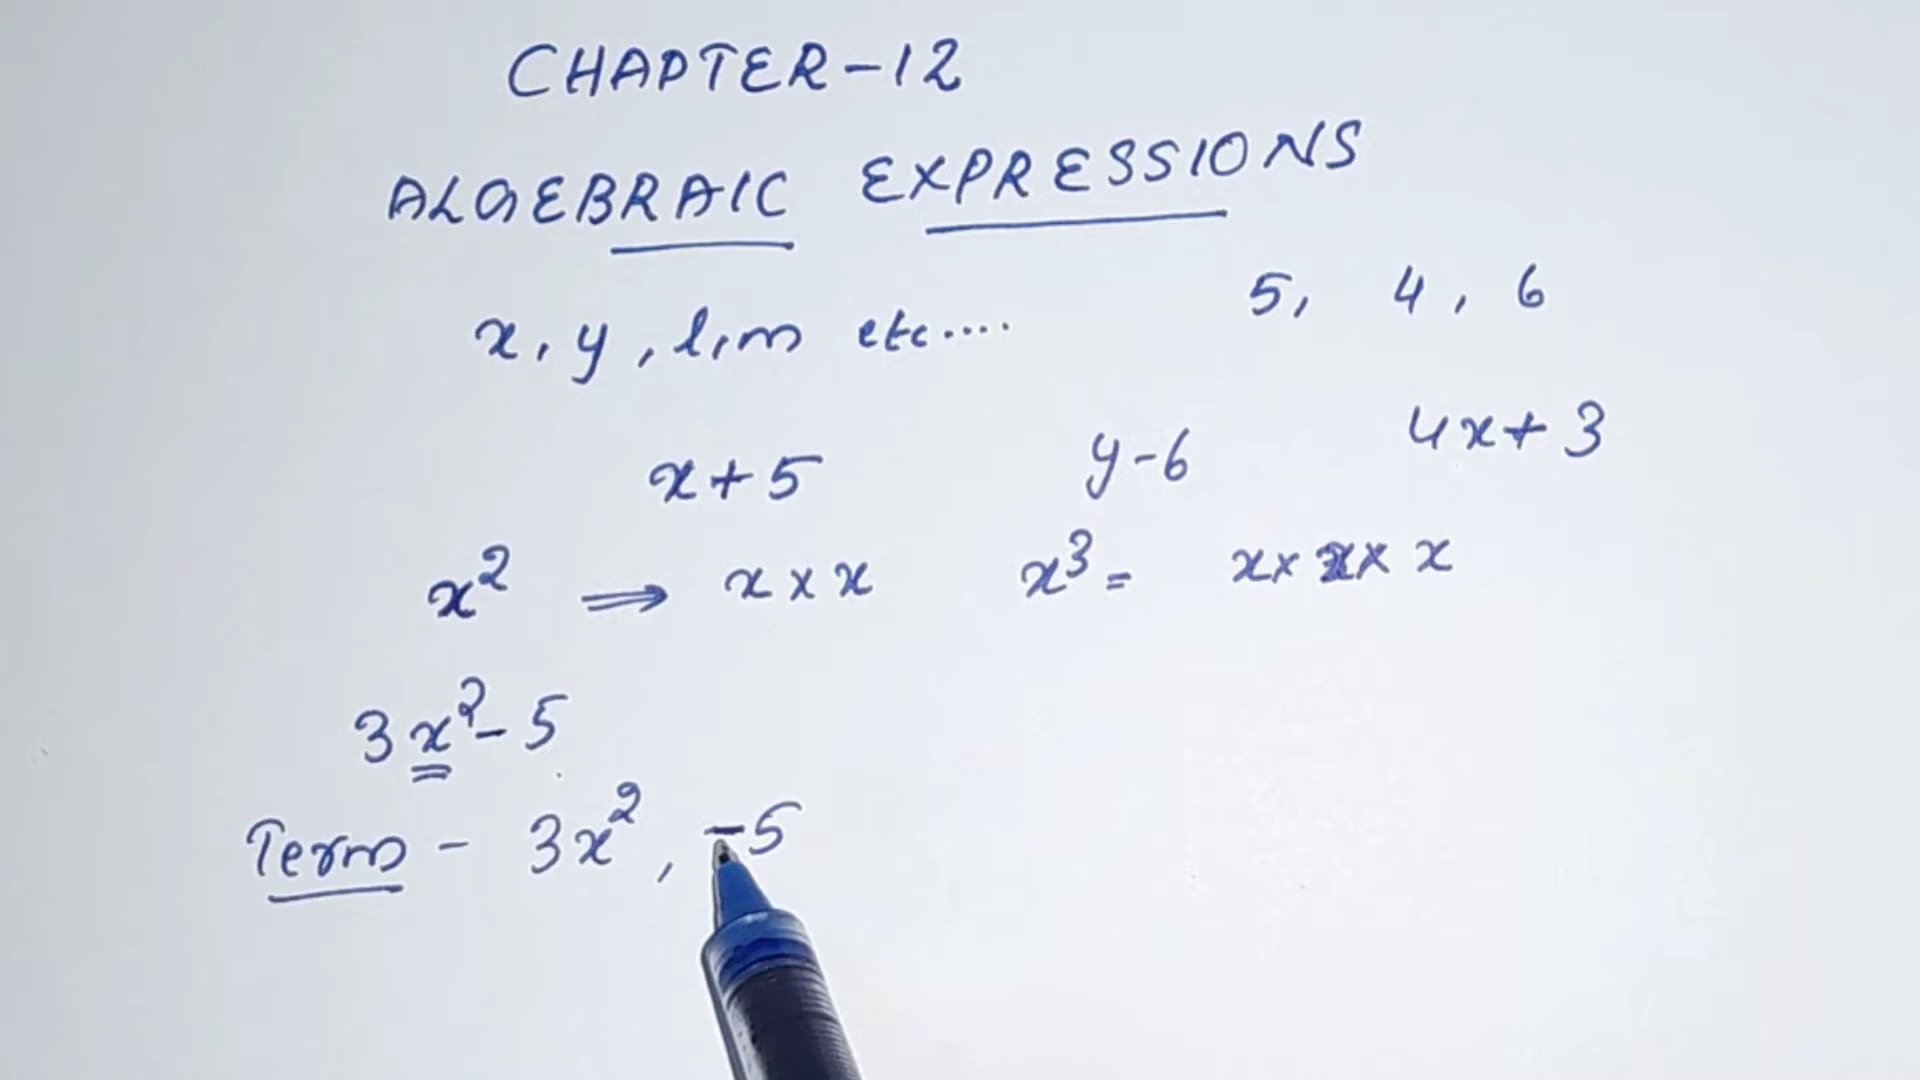 CHAPTER-12
ALGEBRAIC EXPRESSIONS
x, y, l, m etc.... 5, 4, 6
x+5 y-6 4x+3
x² ⟹ x × x x³ = x × x × x
3x²-5
Term - 3x², -5